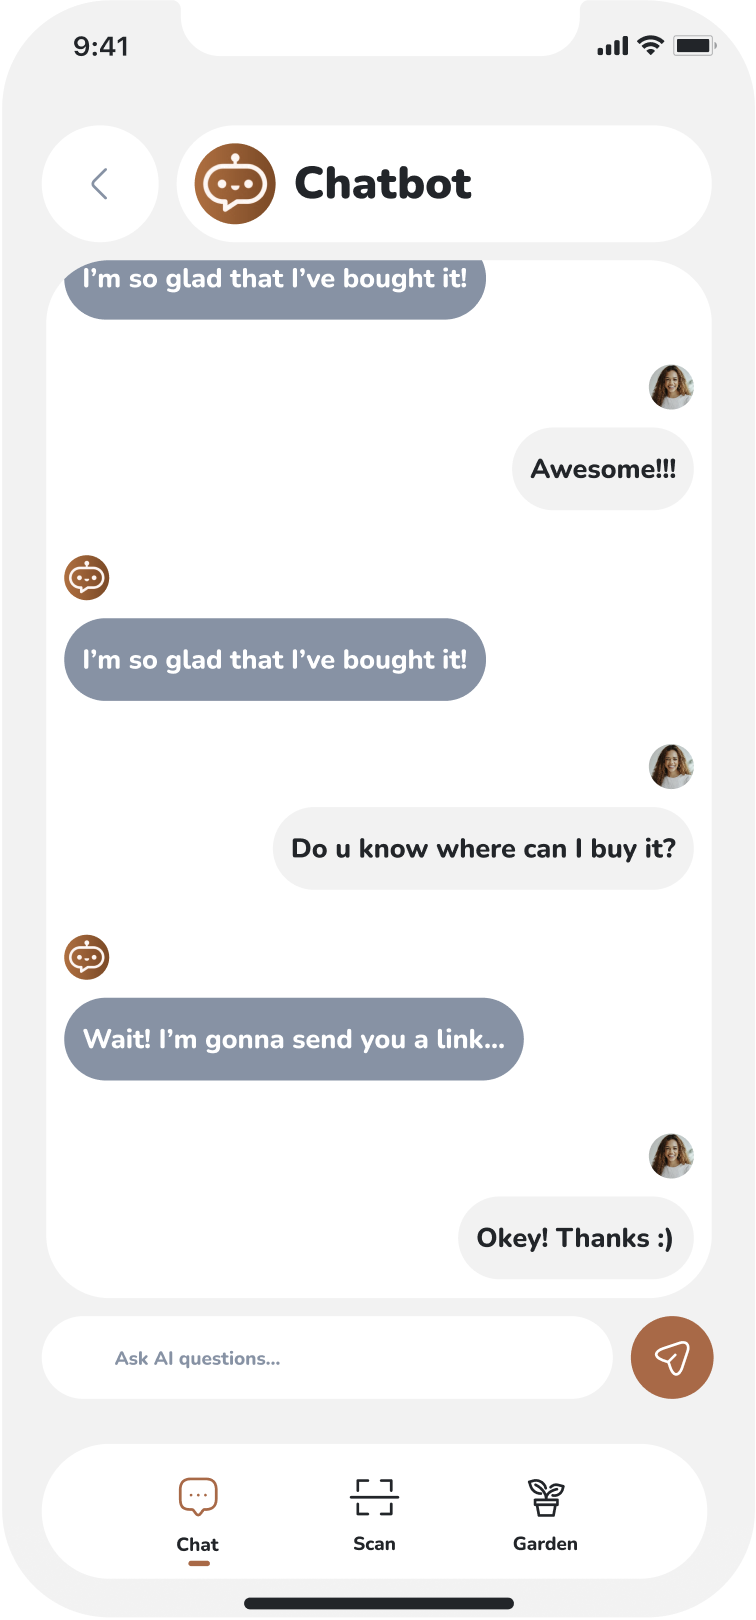 9:41
Chatbot
I’m so glad that I’ve bought it!
Awesome!!!
I’m so glad that I’ve bought it!
Do u know where can I buy it?
Wait! I’m gonna send you a link...
Okey! Thanks :)
Ask AI questions...
Chat
Scan
Garden